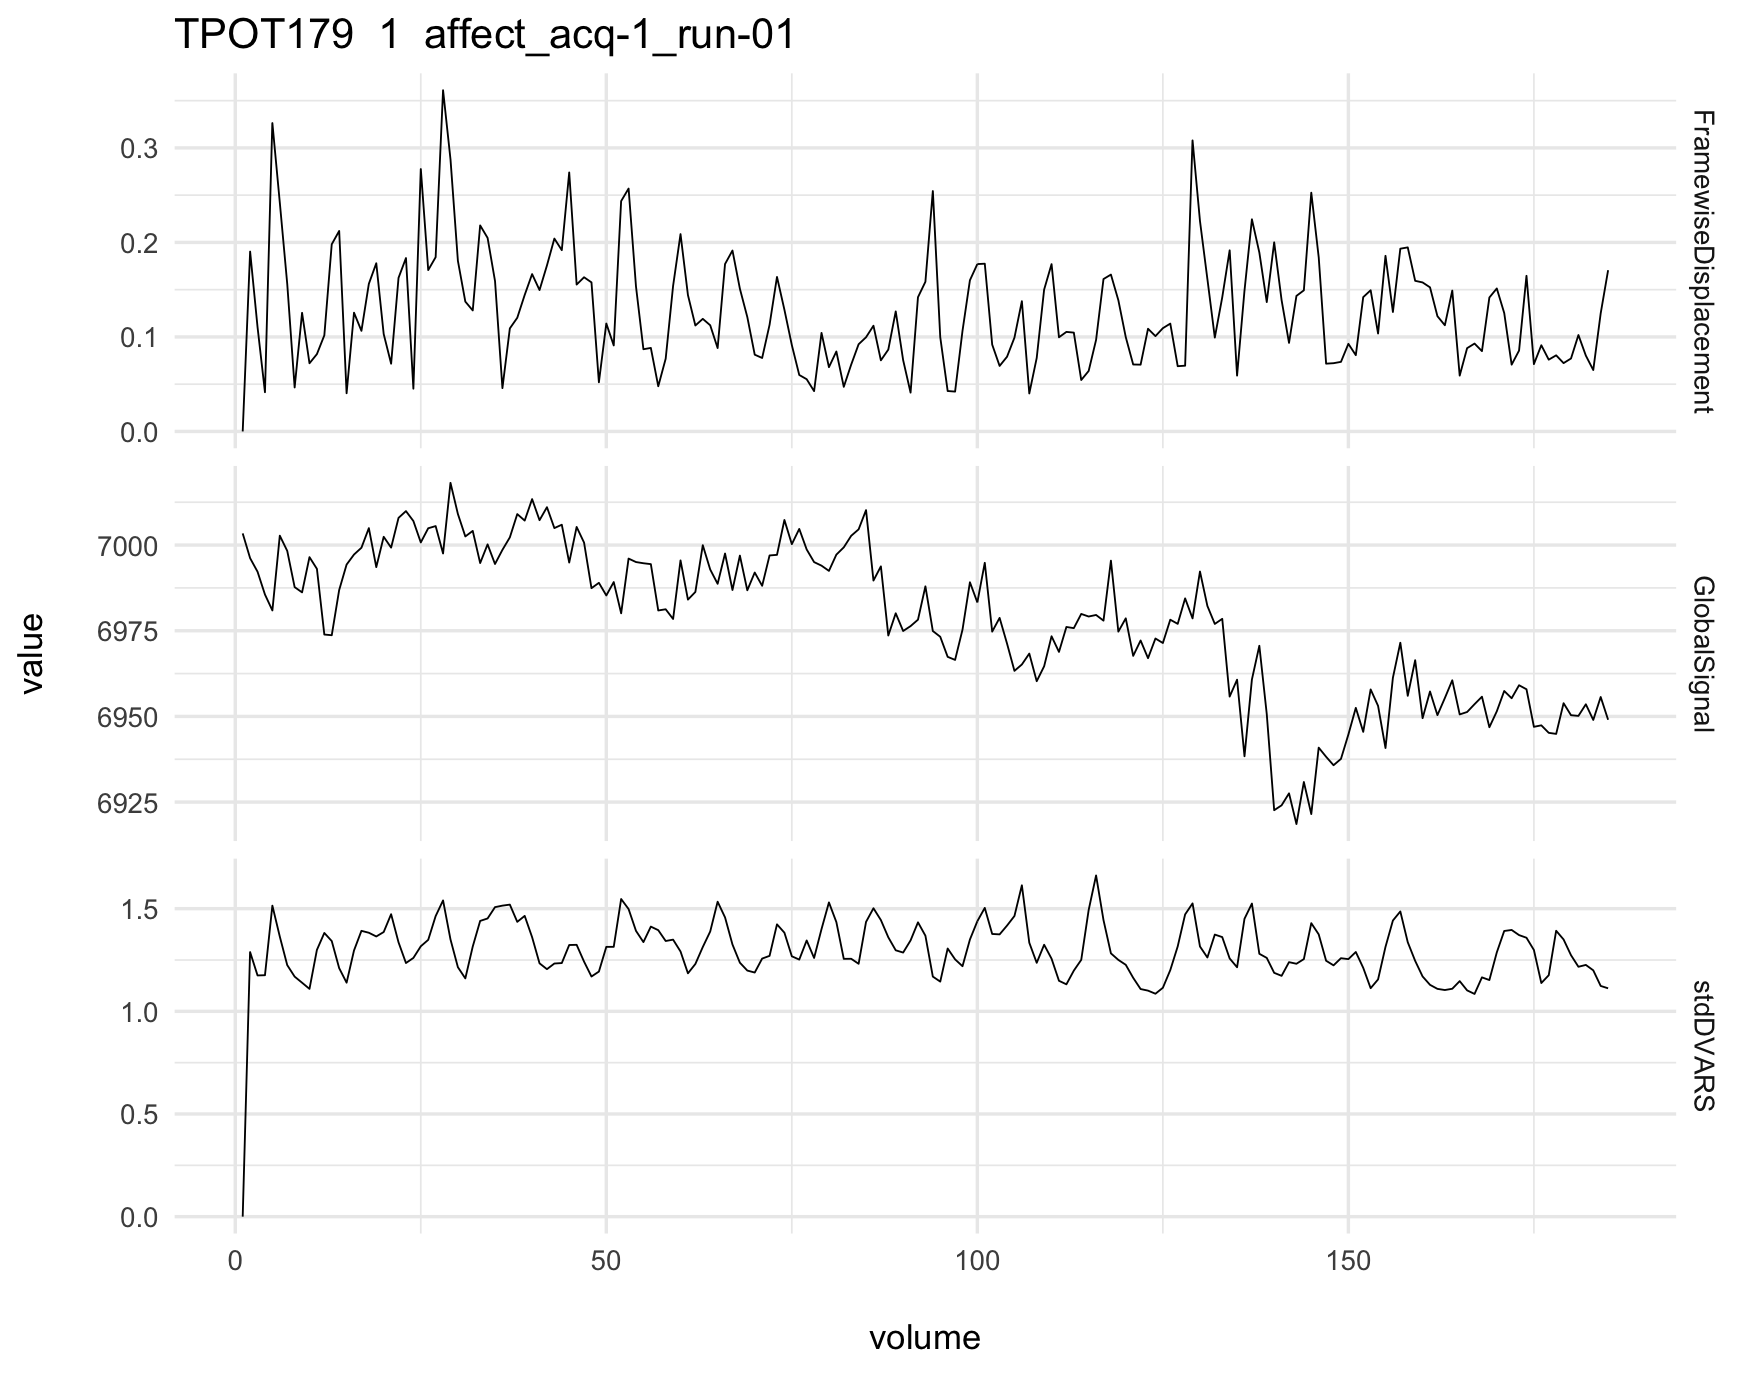 TPOT179 1 affect_acq-1_run-01
0.3
0.2
0.1
0.0
FramewiseDisplacement
7000
6975
6950
6925
GlobalSignal
value
1.5
1.0
0.5
0.0
stdDVARS
0 50 100 150
volume